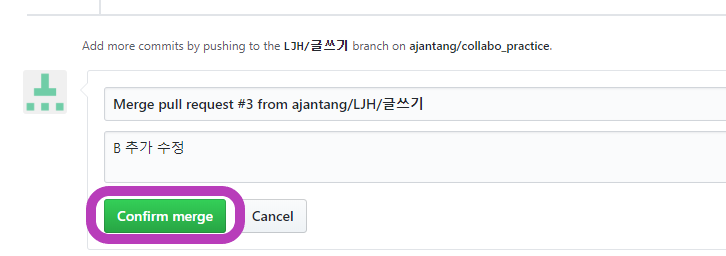 Add more commits by pushing to the LJH/글쓰기 branch on ajantang/collabo_practice.
Merge pull request #3 from ajantang/LJH/글쓰기
B 추가 수정
Confirm merge Cancel